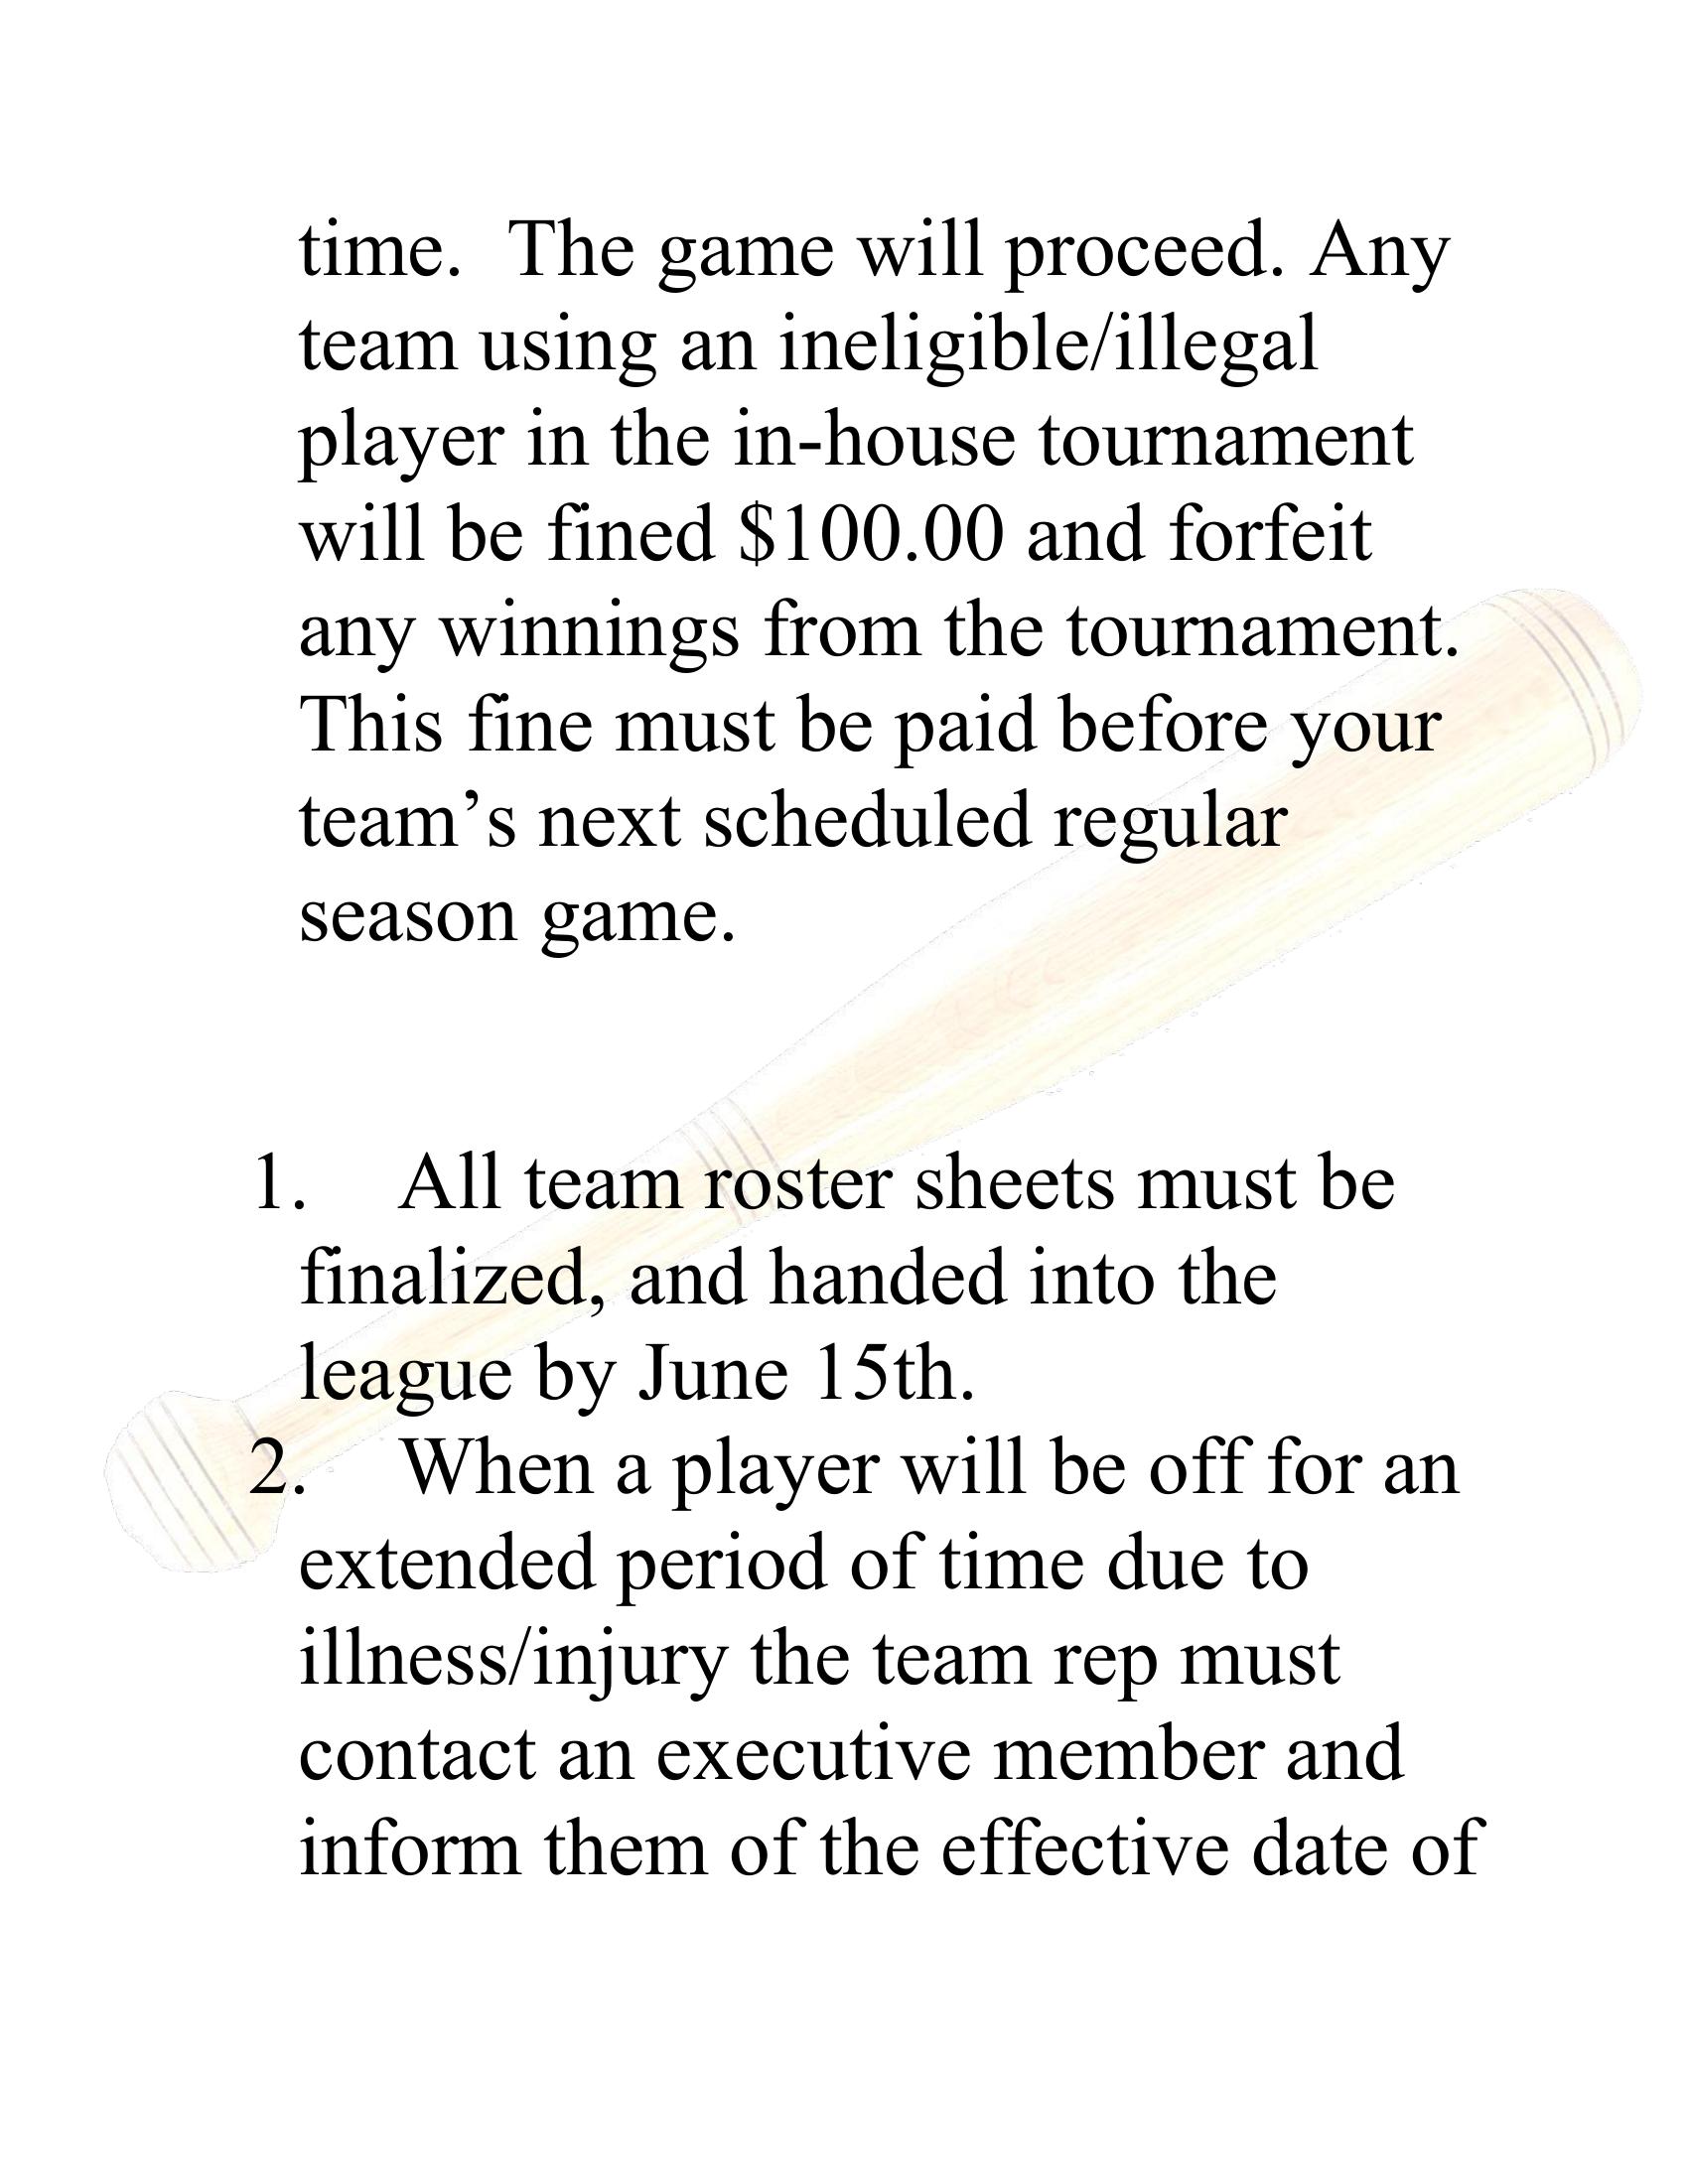 time.  The game will proceed. Any
team using an ineligible/illegal
player in the in-house tournament
will be fined $100.00 and forfeit
any winnings from the tournament.
This fine must be paid before your
team’s next scheduled regular
season game.
1. All team roster sheets must be
finalized, and handed into the
league by June 15th.
2. When a player will be off for an
extended period of time due to
illness/injury the team rep must
contact an executive member and
inform them of the effective date of